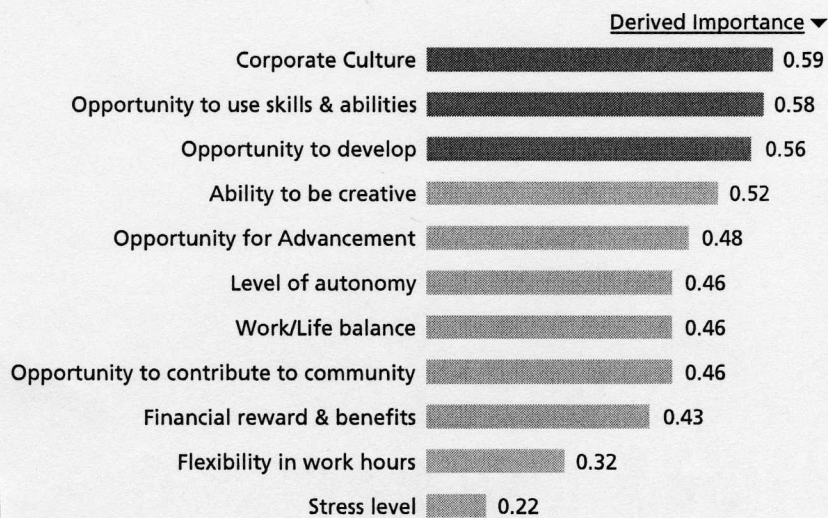 Derived Importance ▼
Corporate Culture 0.59
Opportunity to use skills & abilities 0.58
Opportunity to develop 0.56
Ability to be creative 0.52
Opportunity for Advancement 0.48
Level of autonomy 0.46
Work/Life balance 0.46
Opportunity to contribute to community 0.46
Financial reward & benefits 0.43
Flexibility in work hours 0.32
Stress level 0.22